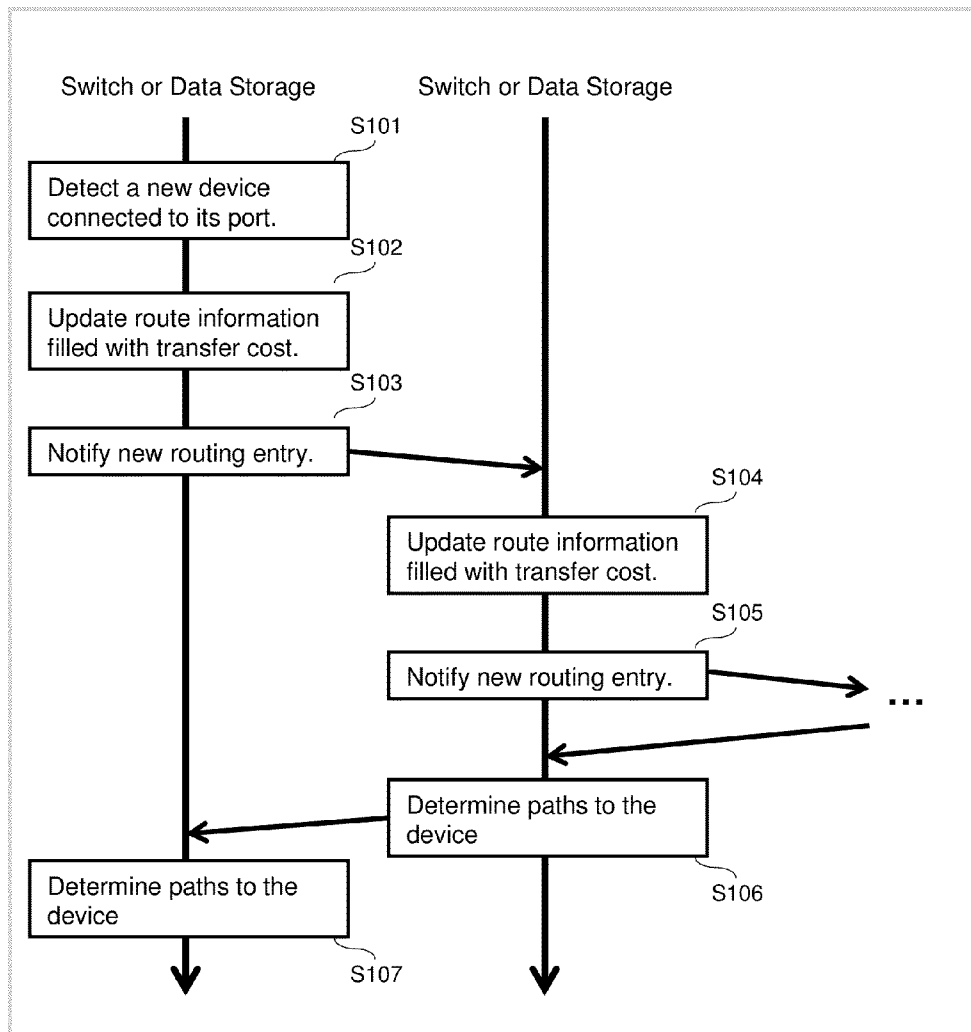 Switch or Data Storage
Switch or Data Storage
S101
Detect a new device
connected to its port.
S102
Update route information
filled with transfer cost.
S103
Notify new routing entry.
S104
Update route information
filled with transfer cost.
S105
Notify new routing entry.
...
Determine paths to the
device
S106
Determine paths to the
device
S107